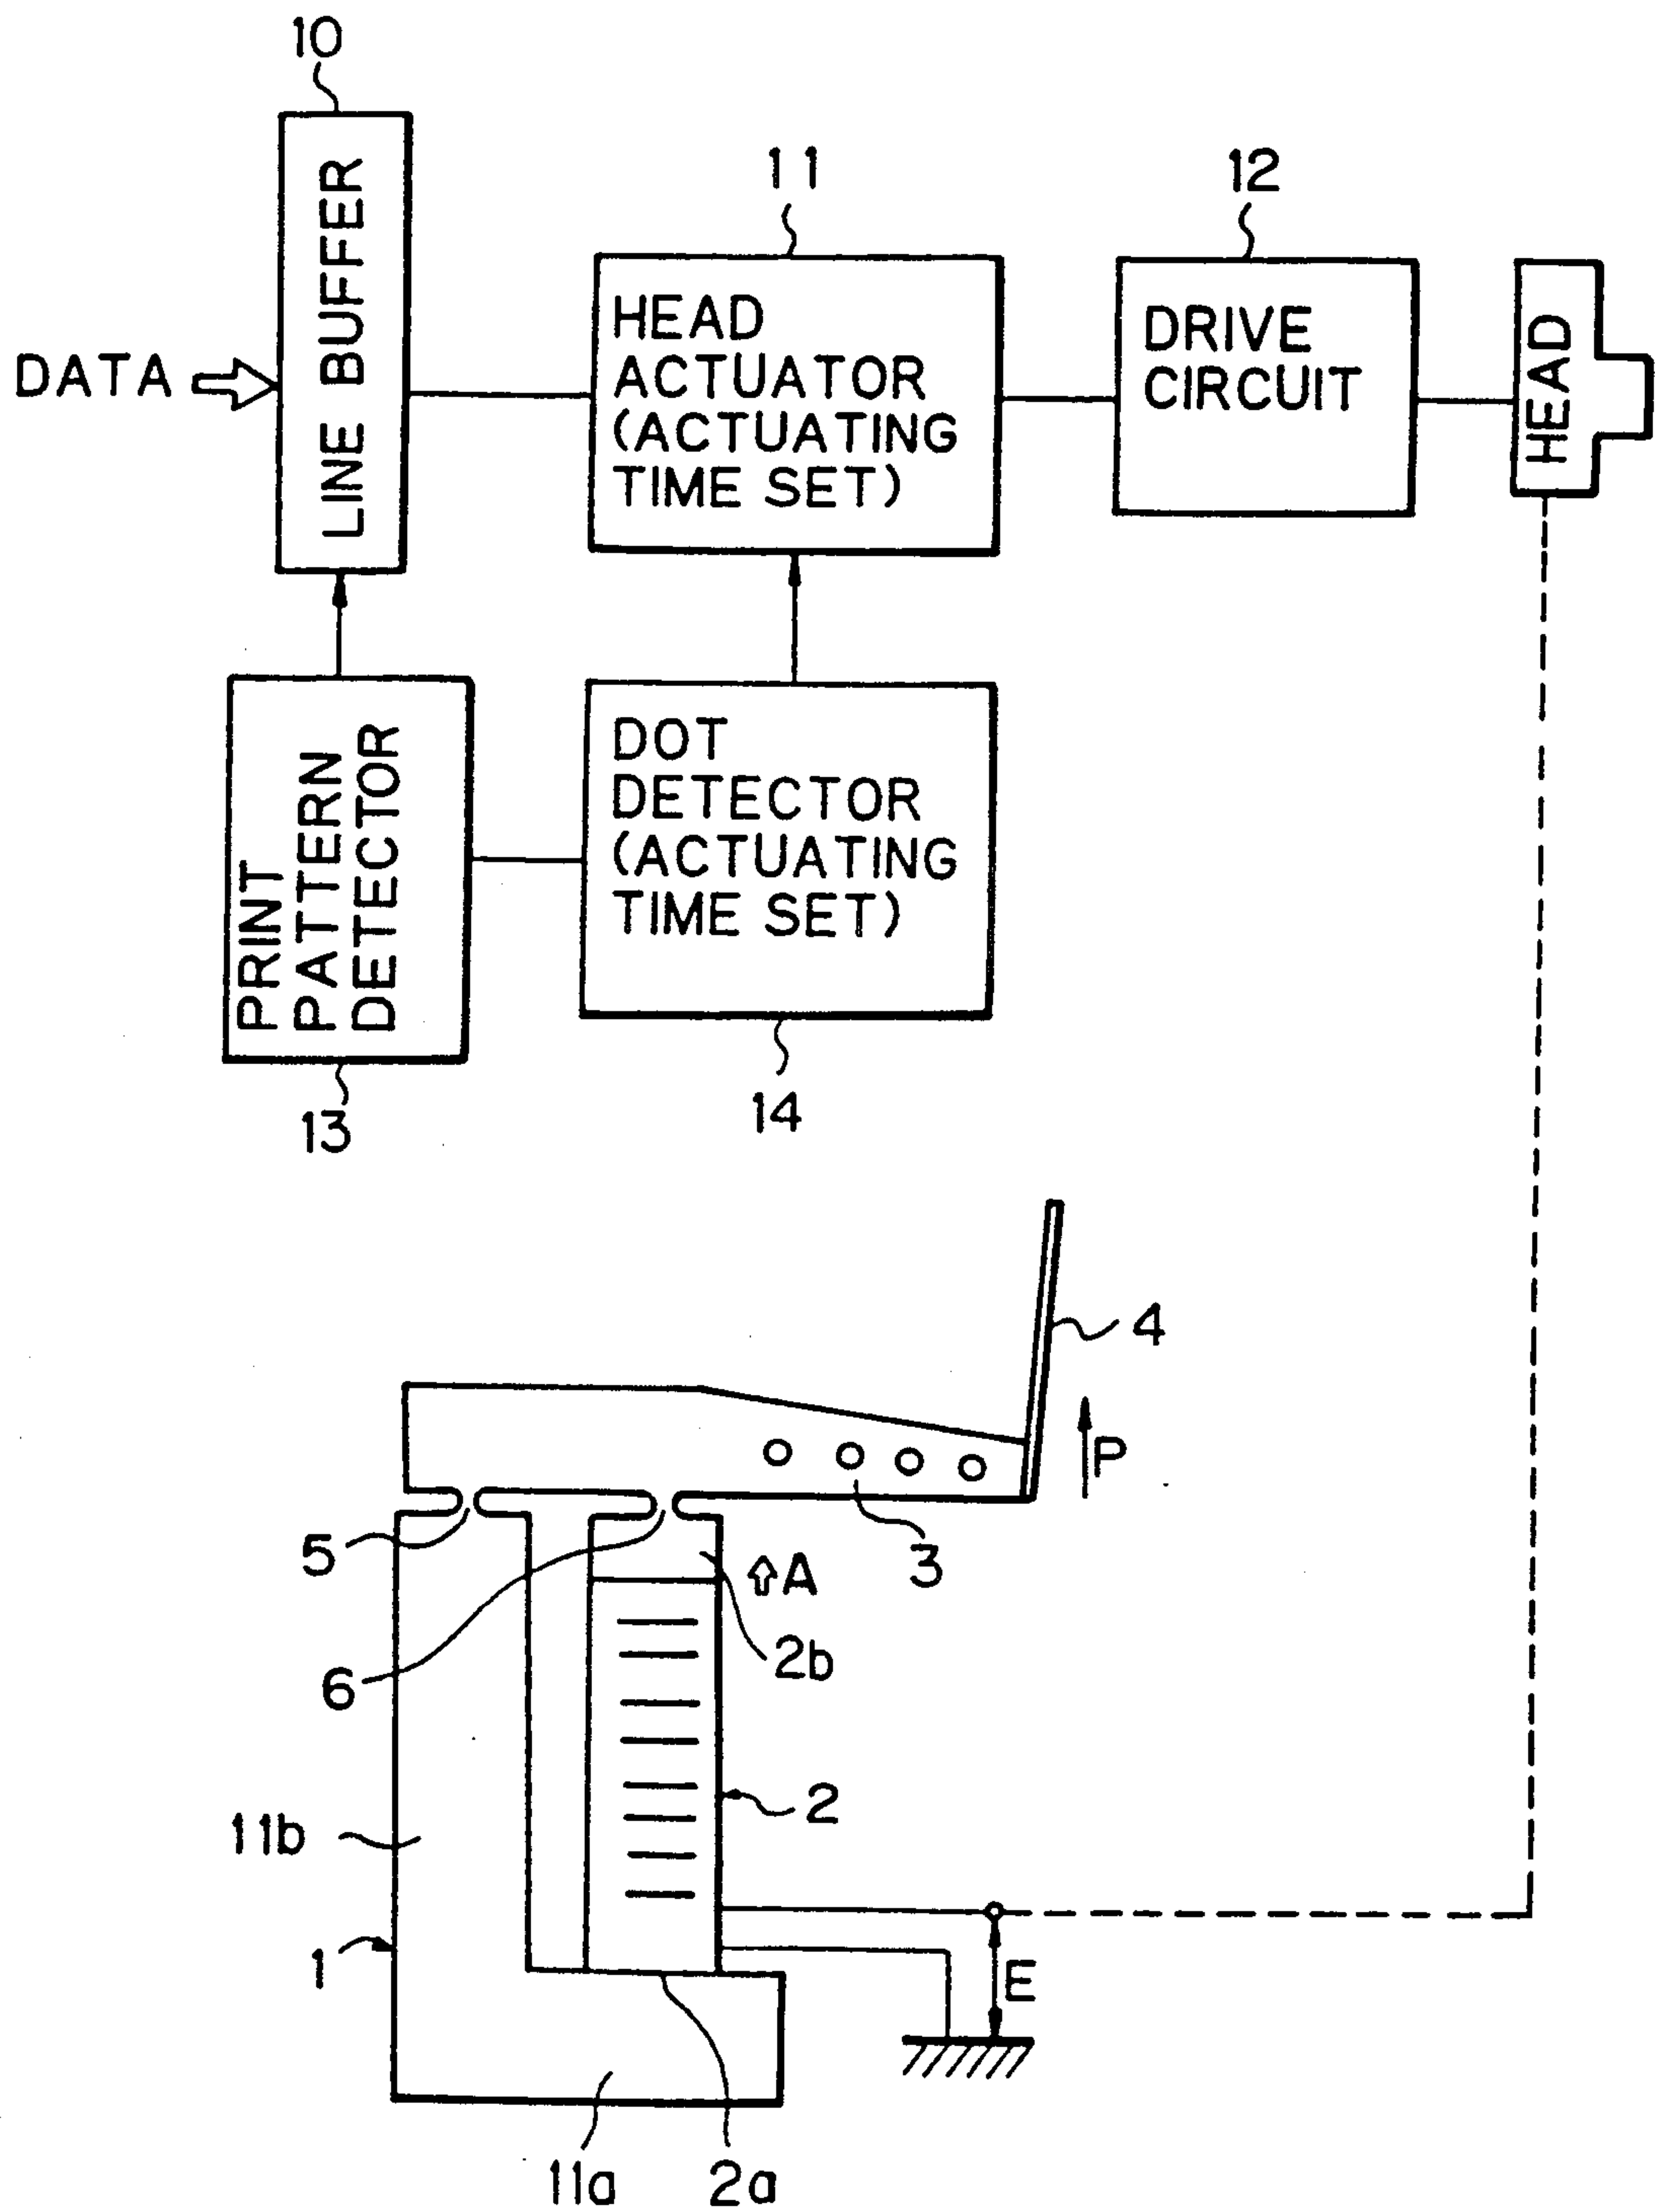 10
LINE BUFFER
DATA
11
HEAD
ACTUATOR
(ACTUATING
TIME SET)
12
DRIVE
CIRCUIT
HEAD
PRINT
PATTERN
DETECTOR
13
DOT
DETECTOR
(ACTUATING
TIME SET)
14
4
P
5
3
A
6
2b
2
11b
1
E
11a
2a